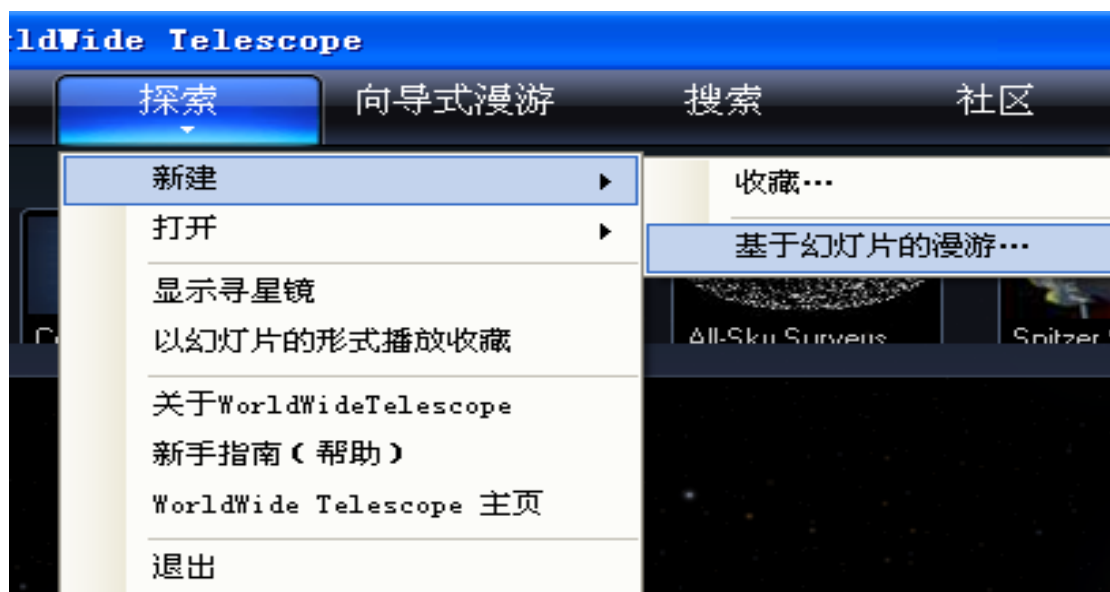 ldWide Telescope
探索 向导式漫游 搜索 社区
新建 收藏…
打开 基于幻灯片的漫游…
显示寻星镜
以幻灯片的形式播放收藏
All-Sky Surveys Spitzer
关于WorldWideTelescope
新手指南(帮助)
WorldWide Telescope 主页
退出